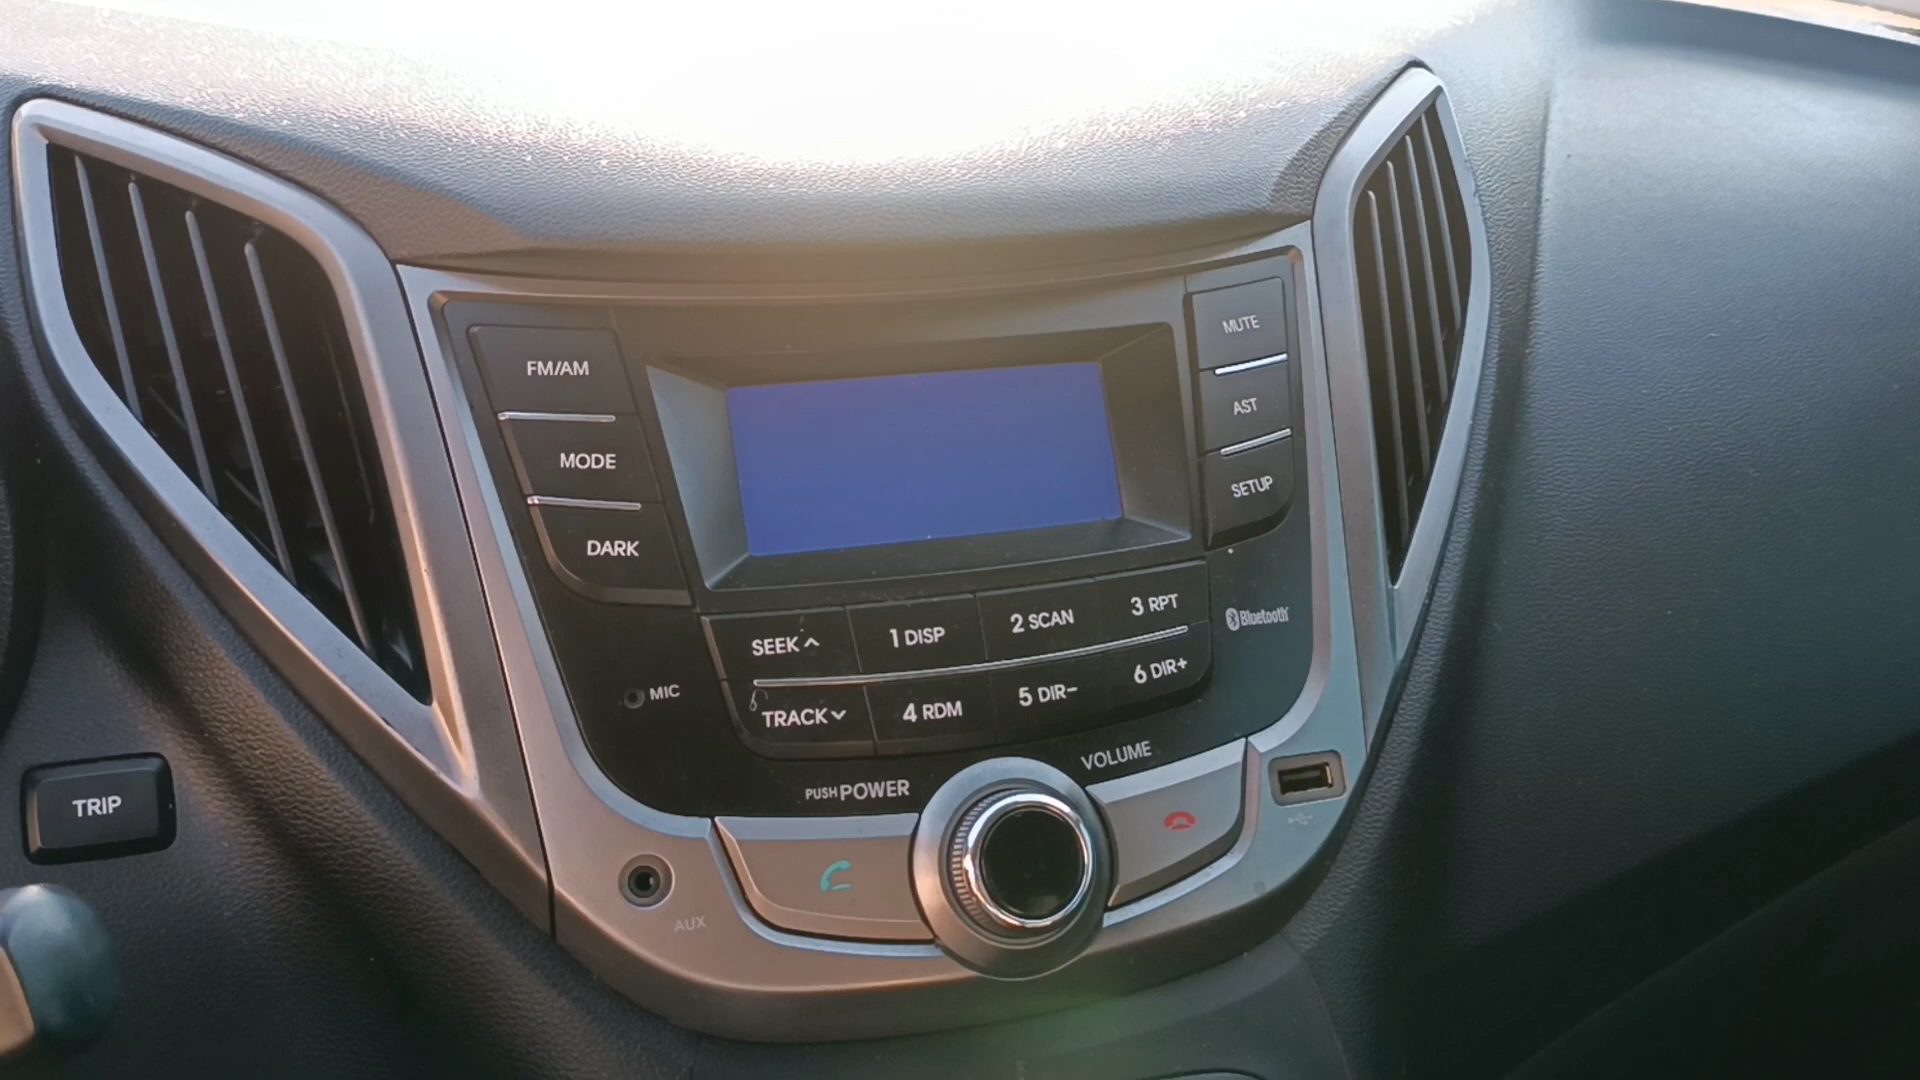 FM/AM
MODE
DARK
MUTE
AST
SETUP
SEEK ^
1 DISP
2 SCAN
3 RPT
Bluetooth
MIC
TRACK
4 RDM
5 DIR-
6 DIR+
PUSH POWER
VOLUME
TRIP
AUX